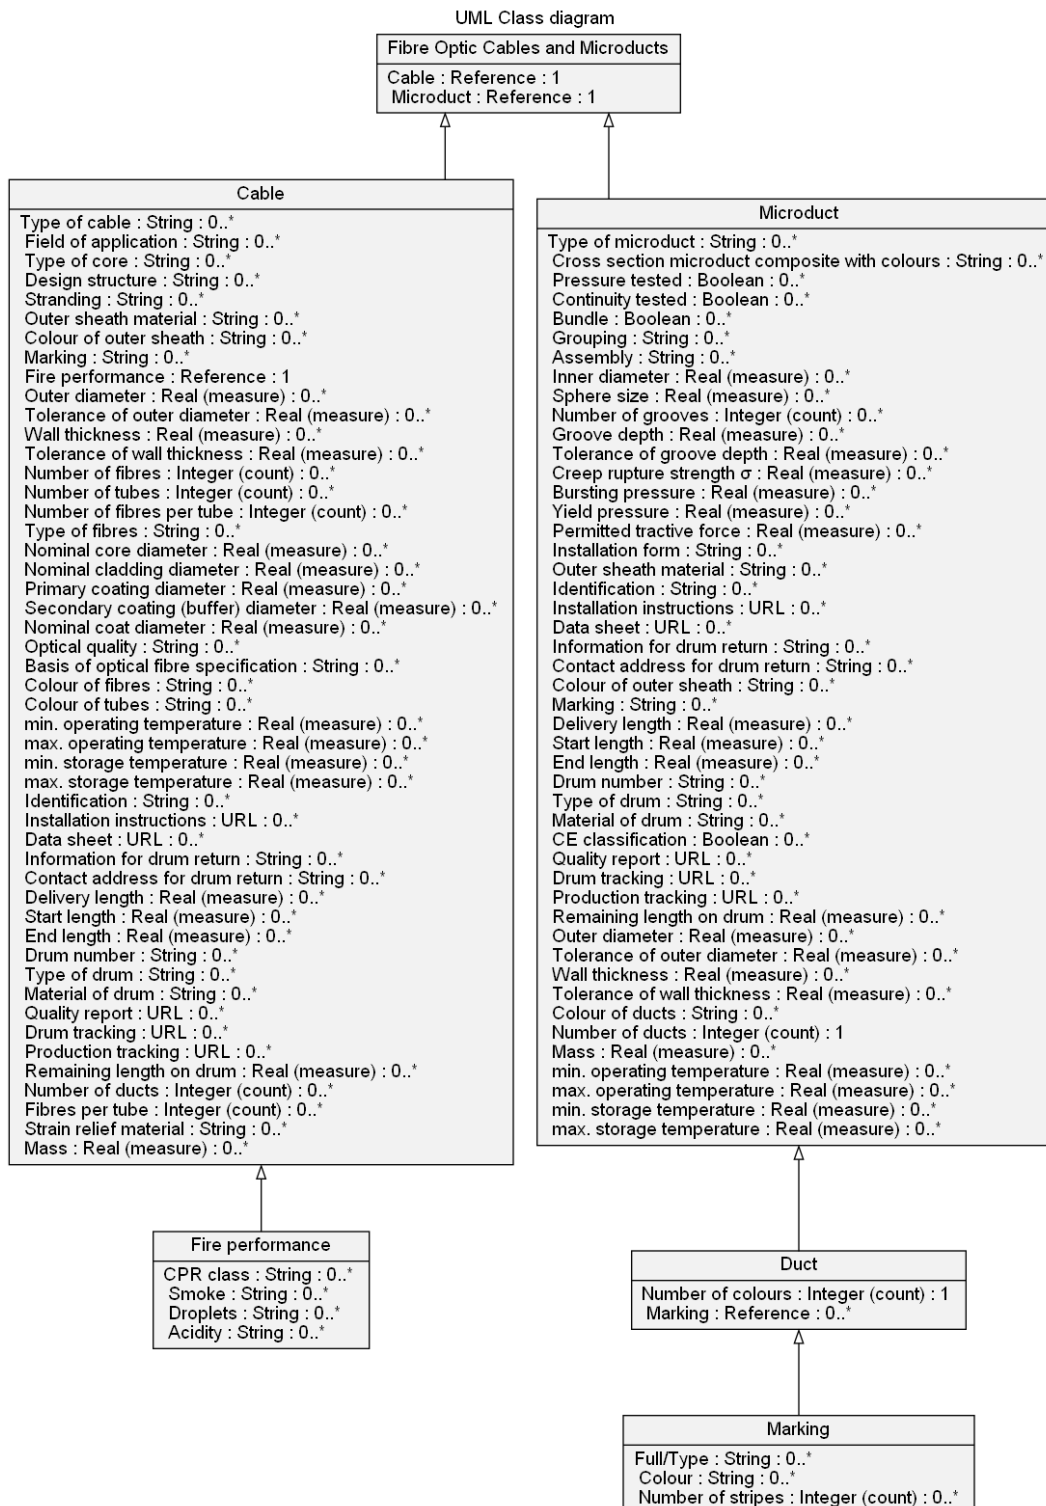 UML Class diagram
Fibre Optic Cables and Microducts
Cable : Reference : 1
Microduct : Reference : 1
Cable
Type of cable : String : 0..*
Field of application : String : 0..*
Type of core : String : 0..*
Design structure : String : 0..*
Stranding : String : 0..*
Outer sheath material : String : 0..*
Colour of outer sheath : String : 0..*
Marking : String : 0..*
Fire performance : Reference : 1
Outer diameter : Real (measure) : 0..*
Tolerance of outer diameter : Real (measure) : 0..*
Wall thickness : Real (measure) : 0..*
Tolerance of wall thickness : Real (measure) : 0..*
Number of fibres : Integer (count) : 0..*
Number of tubes : Integer (count) : 0..*
Number of fibres per tube : Integer (count) : 0..*
Type of fibres : String : 0..*
Nominal core diameter : Real (measure) : 0..*
Nominal cladding diameter : Real (measure) : 0..*
Primary coating diameter : Real (measure) : 0..*
Secondary coating (buffer) diameter : Real (measure) : 0..*
Nominal coat diameter : Real (measure) : 0..*
Optical quality : String : 0..*
Basis of optical fibre specification : String : 0..*
Colour of fibres : String : 0..*
Colour of tubes : String : 0..*
min. operating temperature : Real (measure) : 0..*
max. operating temperature : Real (measure) : 0..*
min. storage temperature : Real (measure) : 0..*
max. storage temperature : Real (measure) : 0..*
Identification : String : 0..*
Installation instructions : URL : 0..*
Data sheet : URL : 0..*
Information for drum return : String : 0..*
Contact address for drum return : String : 0..*
Delivery length : Real (measure) : 0..*
Start length : Real (measure) : 0..*
End length : Real (measure) : 0..*
Drum number : String : 0..*
Type of drum : String : 0..*
Material of drum : String : 0..*
Quality report : URL : 0..*
Drum tracking : URL : 0..*
Production tracking : URL : 0..*
Remaining length on drum : Real (measure) : 0..*
Number of ducts : Integer (count) : 0..*
Fibres per tube : Integer (count) : 0..*
Strain relief material : String : 0..*
Mass : Real (measure) : 0..*
Microduct
Type of microduct : String : 0..*
Cross section microduct composite with colours : String : 0..*
Pressure tested : Boolean : 0..*
Continuity tested : Boolean : 0..*
Bundle : Boolean : 0..*
Grouping : String : 0..*
Assembly : String : 0..*
Inner diameter : Real (measure) : 0..*
Sphere size : Real (measure) : 0..*
Number of grooves : Integer (count) : 0..*
Groove depth : Real (measure) : 0..*
Tolerance of groove depth : Real (measure) : 0..*
Creep rupture strength σ : Real (measure) : 0..*
Bursting pressure : Real (measure) : 0..*
Yield pressure : Real (measure) : 0..*
Permitted tractive force : Real (measure) : 0..*
Installation form : String : 0..*
Outer sheath material : String : 0..*
Identification : String : 0..*
Installation instructions : URL : 0..*
Data sheet : URL : 0..*
Information for drum return : String : 0..*
Contact address for drum return : String : 0..*
Colour of outer sheath : String : 0..*
Marking : String : 0..*
Delivery length : Real (measure) : 0..*
Start length : Real (measure) : 0..*
End length : Real (measure) : 0..*
Drum number : String : 0..*
Type of drum : String : 0..*
Material of drum : String : 0..*
CE classification : Boolean : 0..*
Quality report : URL : 0..*
Drum tracking : URL : 0..*
Production tracking : URL : 0..*
Remaining length on drum : Real (measure) : 0..*
Outer diameter : Real (measure) : 0..*
Tolerance of outer diameter : Real (measure) : 0..*
Wall thickness : Real (measure) : 0..*
Tolerance of wall thickness : Real (measure) : 0..*
Colour of ducts : String : 0..*
Number of ducts : Integer (count) : 1
Mass : Real (measure) : 0..*
min. operating temperature : Real (measure) : 0..*
max. operating temperature : Real (measure) : 0..*
min. storage temperature : Real (measure) : 0..*
max. storage temperature : Real (measure) : 0..*
Fire performance
CPR class : String : 0..*
Smoke : String : 0..*
Droplets : String : 0..*
Acidity : String : 0..*
Duct
Number of colours : Integer (count) : 1
Marking : Reference : 0..*
Marking
Full/Type : String : 0..*
Colour : String : 0..*
Number of stripes : Integer (count) : 0..*